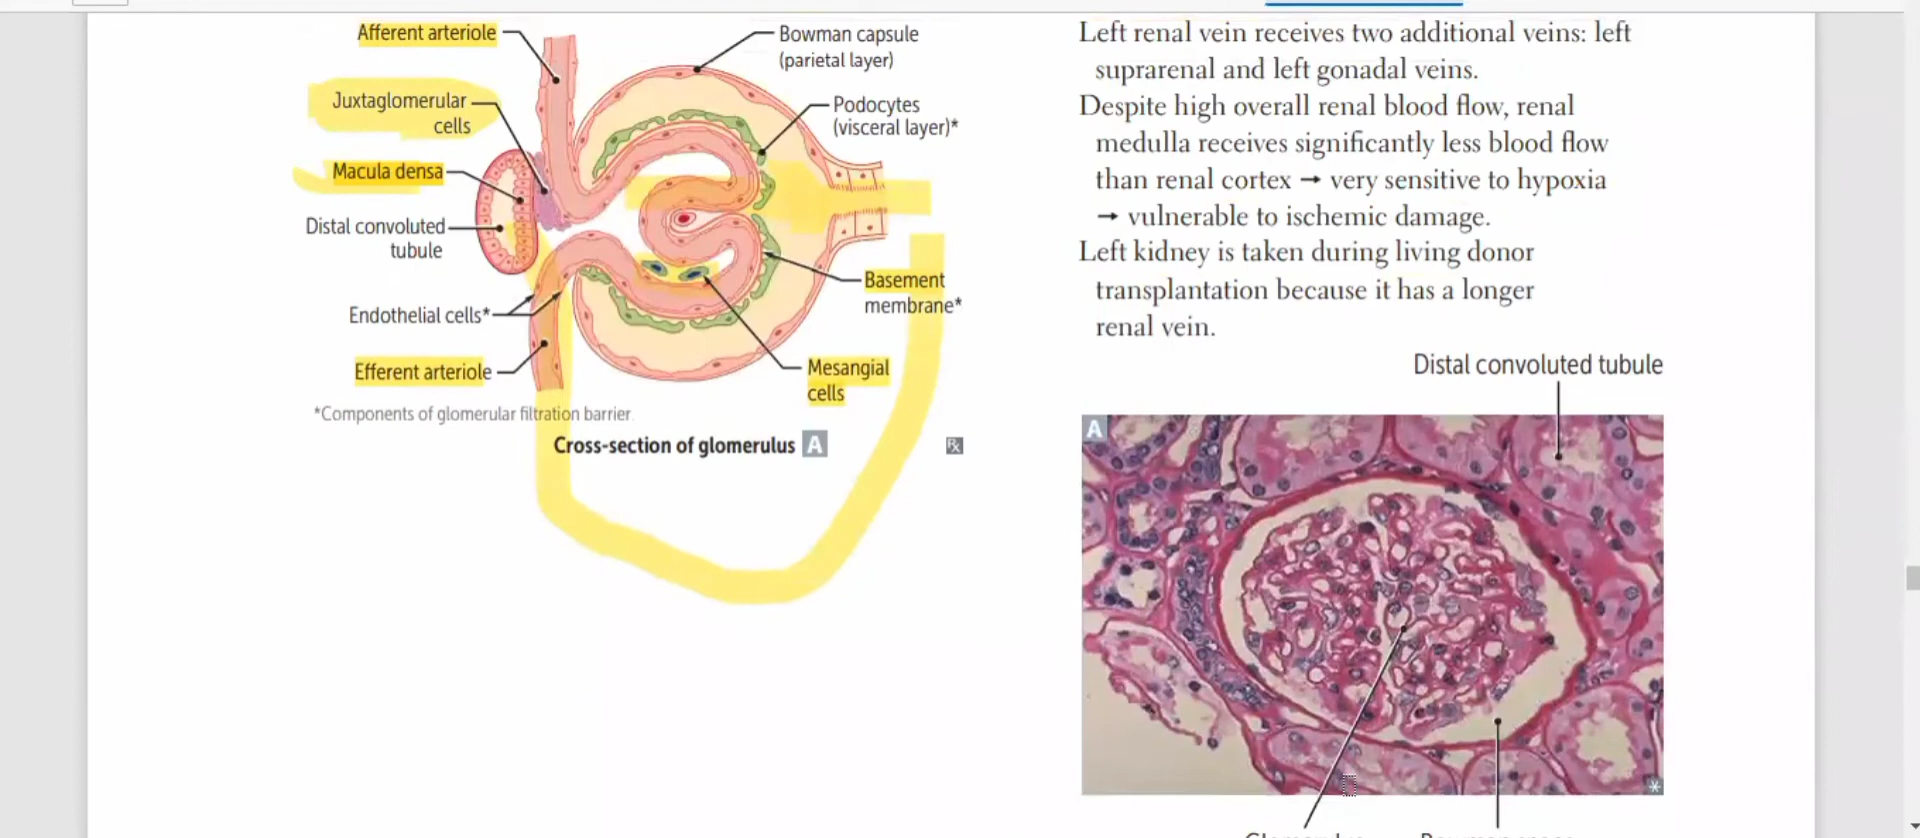 Afferent arteriole
Juxtaglomerular
cells
Macula densa
Distal convoluted
tubule
Endothelial cells*
Efferent arteriole
Bowman capsule
(parietal layer)
Podocytes
(visceral layer)*
Basement
membrane*
Mesangial
cells
*Components of glomerular filtration barrier.
Cross-section of glomerulus A
Rx
Left renal vein receives two additional veins: left
suprarenal and left gonadal veins.
Despite high overall renal blood flow, renal
medulla receives significantly less blood flow
than renal cortex → very sensitive to hypoxia
→ vulnerable to ischemic damage.
Left kidney is taken during living donor
transplantation because it has a longer
renal vein.
Distal convoluted tubule
A
*